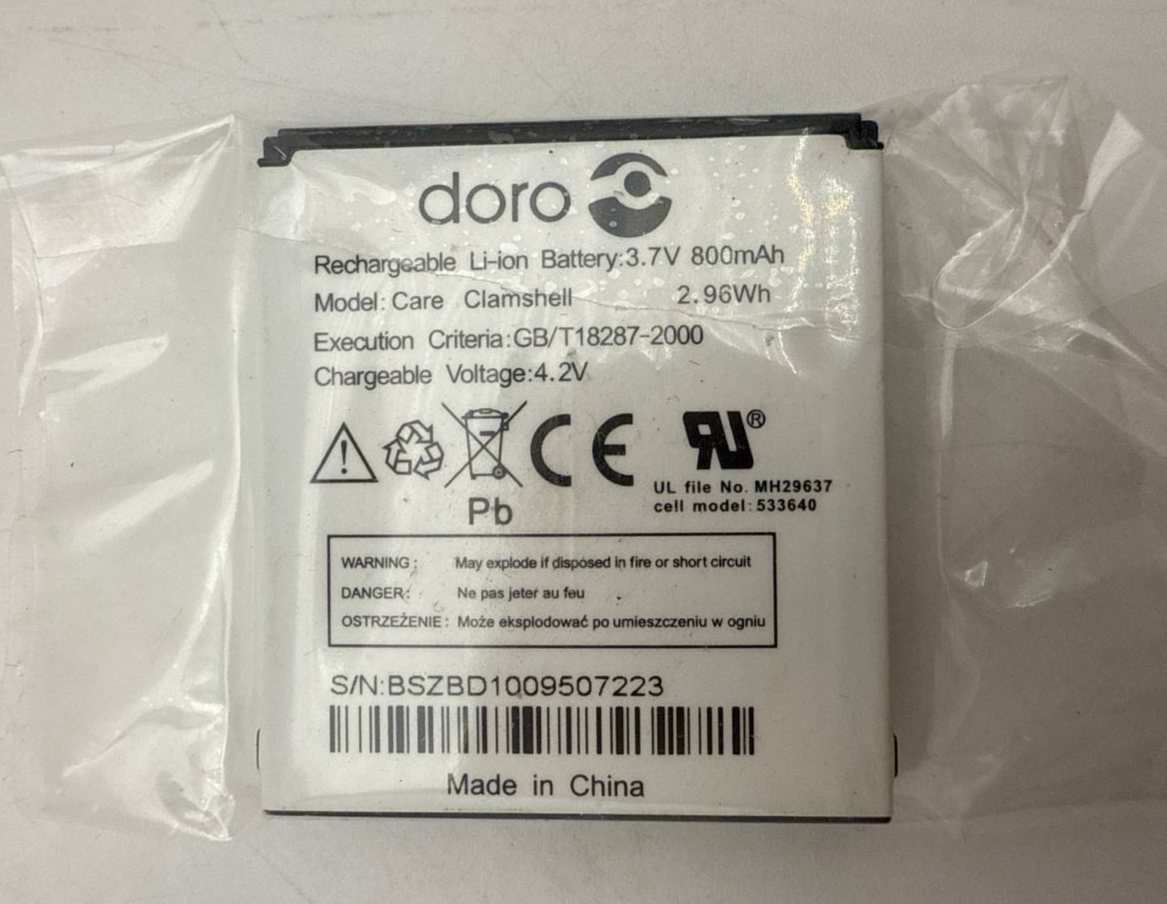 doro
Rechargeable Li-ion Battery:3.7V 800mAh
Model: Care Clamshell 2.96Wh
Execution Criteria:GB/T18287-2000
Chargeable Voltage:4.2V
CE RU®
Pb
UL file No. MH29637
cell model: 533640
WARNING: May explode if disposed in fire or short circuit
DANGER: Ne pas jeter au feu
OSTRZEŻENIE: Może eksplodować po umieszczeniu w ogniu
S/N:BSZBD1009507223
Made in China